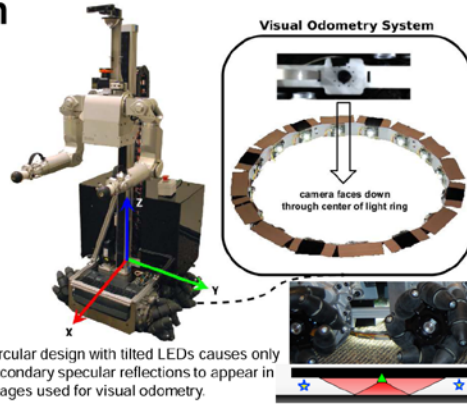 n
Visual Odometry System
camera faces down
through center of light ring
Z
Y
X
rcular design with tilted LEDs causes only
condary specular reflections to appear in
ages used for visual odometry.